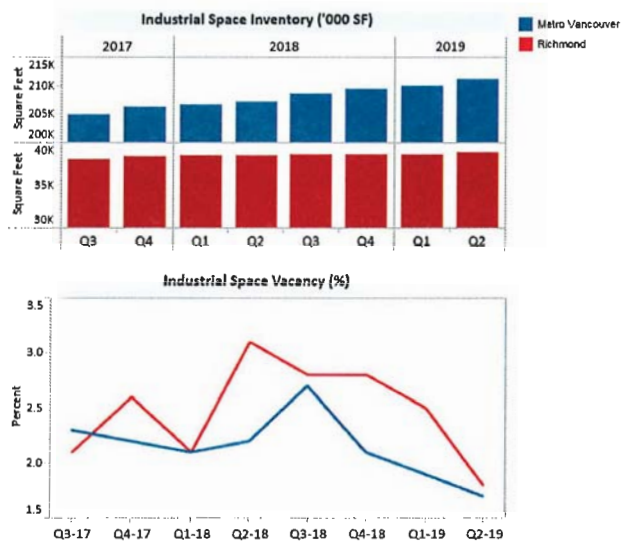 Industrial Space Inventory ('000 SF)
Metro Vancouver
Richmond
2017 2018 2019
Square Feet
215K
210K
205K
200K
Square Feet
40K
35K
30K
Q3 Q4 Q1 Q2 Q3 Q4 Q1 Q2
Industrial Space Vacancy (%)
Percent
3.5
3.0
2.5
2.0
1.5
Q3-17 Q4-17 Q1-18 Q2-18 Q3-18 Q4-18 Q1-19 Q2-19